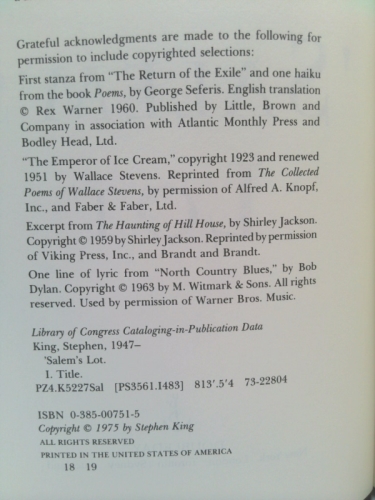 Grateful acknowledgments are made to the following for
permission to include copyrighted selections:
First stanza from "The Return of the Exile" and one haiku
from the book Poems, by George Seferis. English translation
© Rex Warner 1960. Published by Little, Brown and
Company in association with Atlantic Monthly Press and
Bodley Head, Ltd.
"The Emperor of Ice Cream," copyright 1923 and renewed
1951 by Wallace Stevens. Reprinted from The Collected
Poems of Wallace Stevens, by permission of Alfred A. Knopf,
Inc., and Faber & Faber, Ltd.
Excerpt from The Haunting of Hill House, by Shirley Jackson.
Copyright © 1959 by Shirley Jackson. Reprinted by permission
of Viking Press, Inc., and Brandt and Brandt.
One line of lyric from "North Country Blues," by Bob
Dylan. Copyright © 1963 by M. Witmark & Sons. All rights
reserved. Used by permission of Warner Bros. Music.
Library of Congress Cataloging-in-Publication Data
King, Stephen, 1947–
'Salem's Lot.
1. Title.
PZ4.K5227Sal [PS3561.I483] 813'.5'4 73-22804
ISBN 0-385-00751-5
Copyright © 1975 by Stephen King
ALL RIGHTS RESERVED
PRINTED IN THE UNITED STATES OF AMERICA
18 19